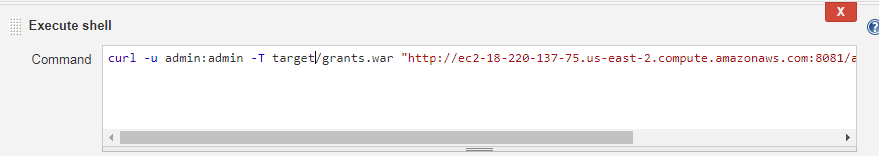 X
Execute shell
?
Command
curl -u admin:admin -T target/grants.war "http://ec2-18-220-137-75.us-east-2.compute.amazonaws.com:8081/a